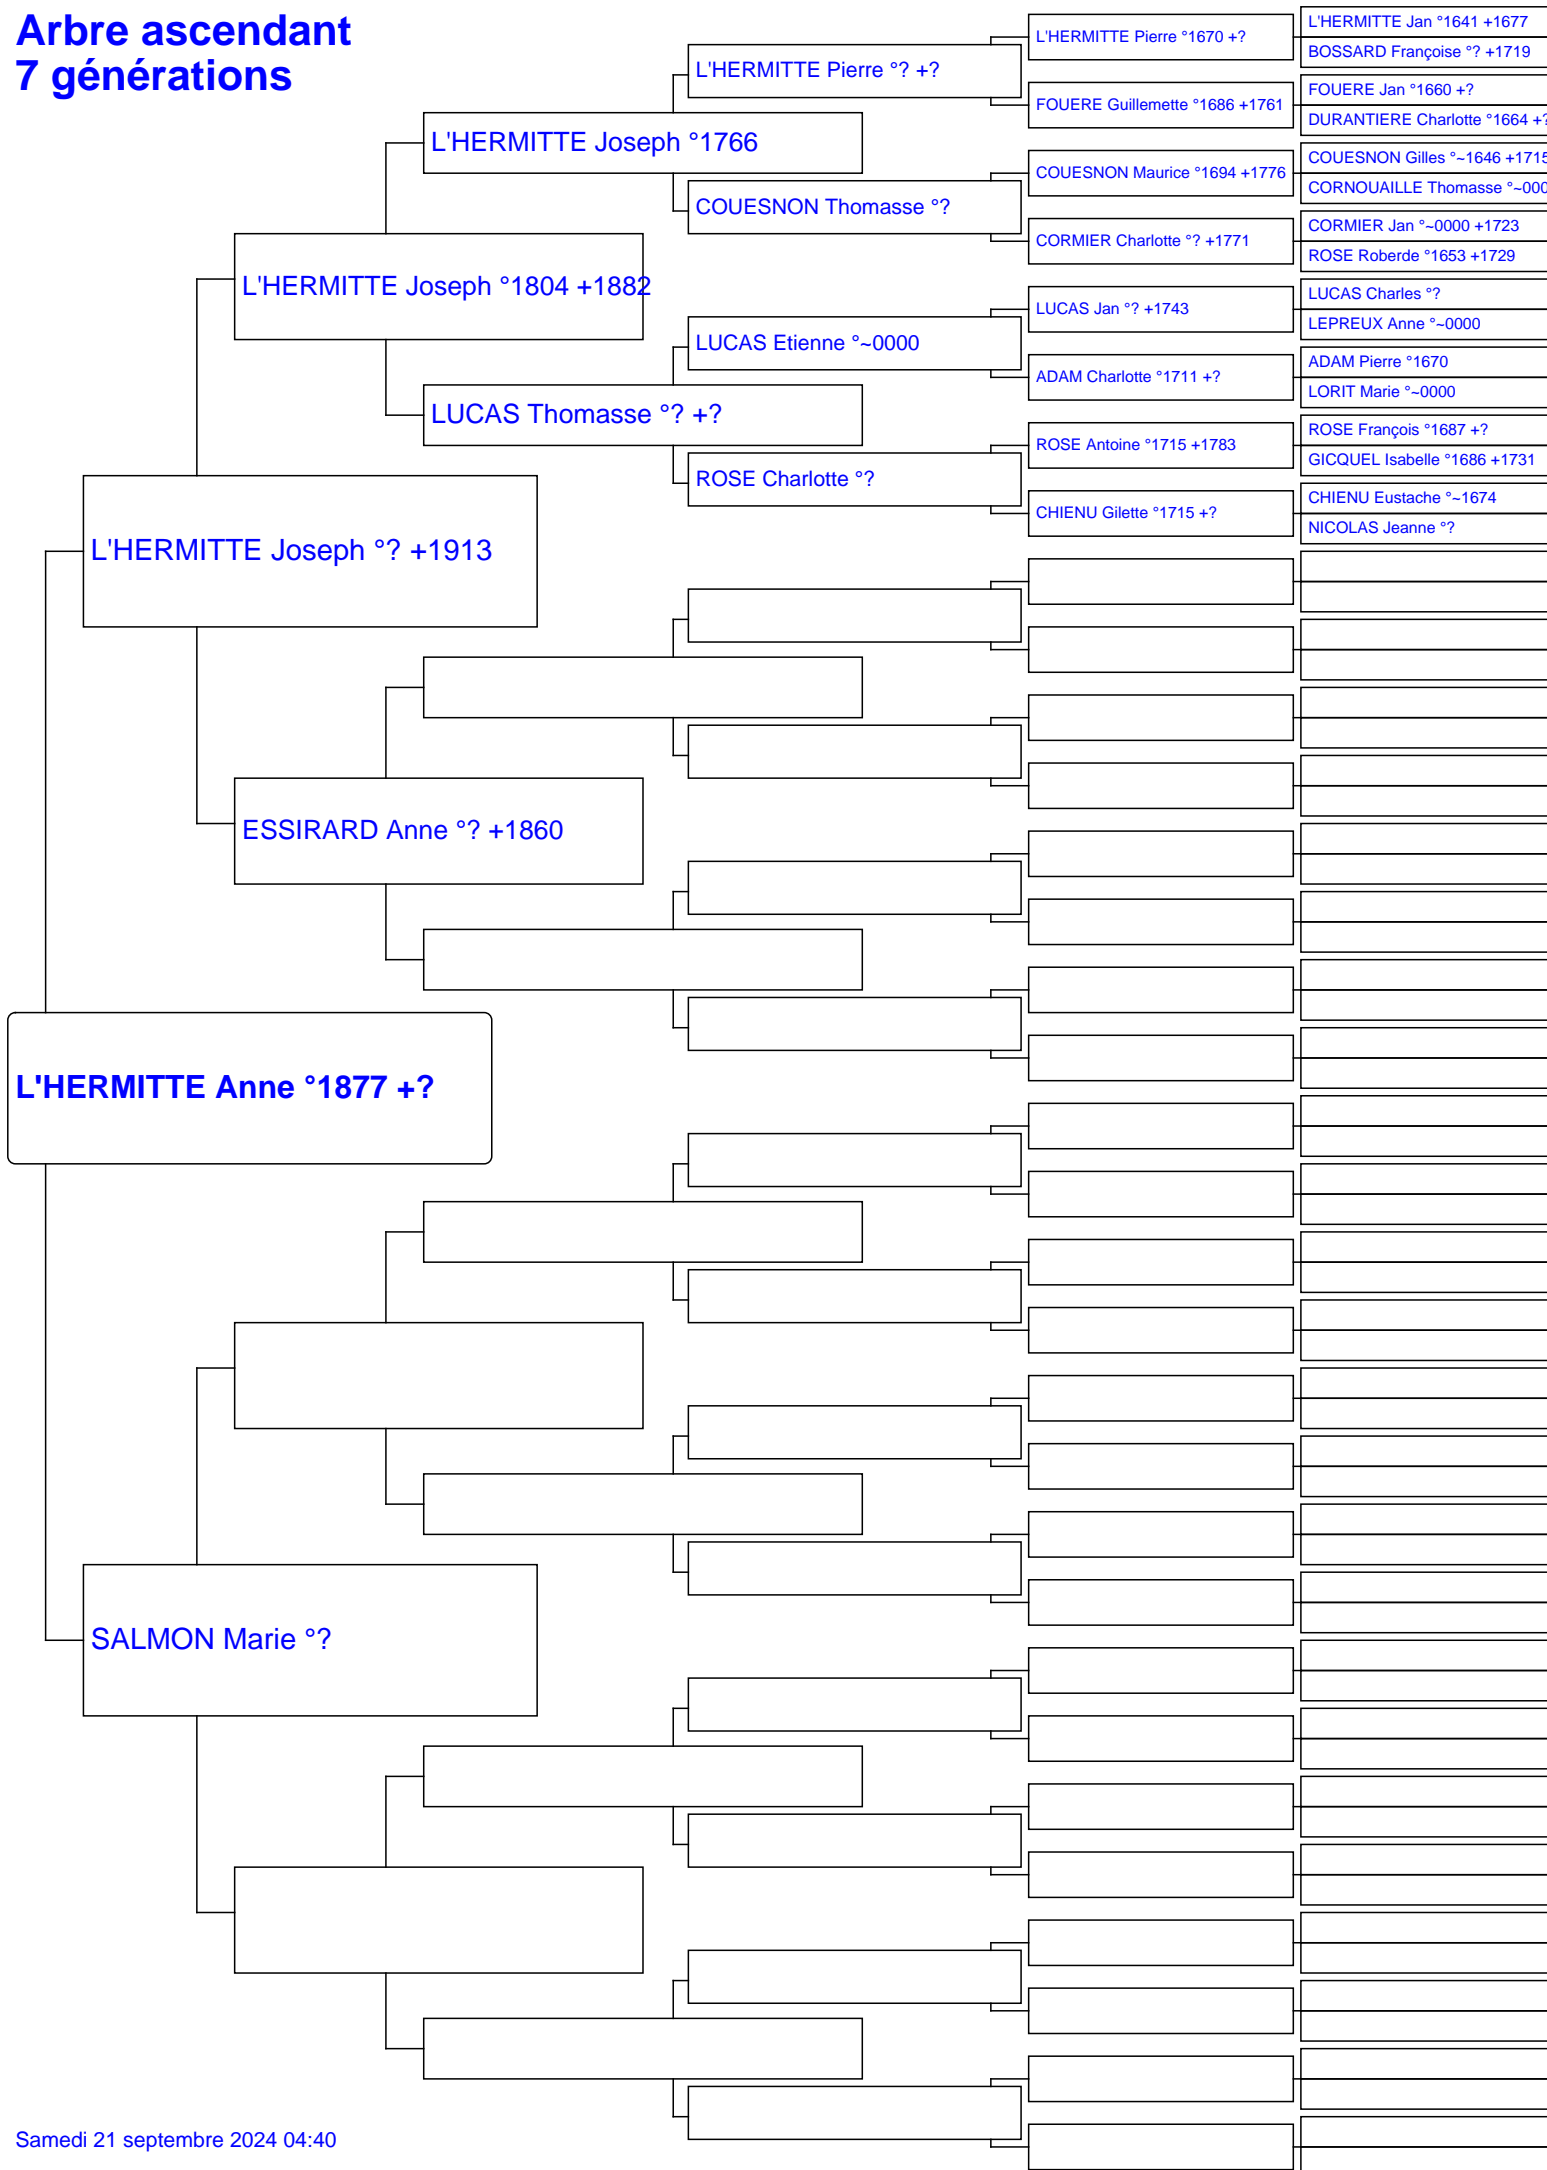 Arbre ascendant
7 générations
L'HERMITTE Jan °1641 +1677
L'HERMITTE Pierre °1670 +?
BOSSARD Françoise °? +1719
L'HERMITTE Pierre °? +?
FOUERE Jan °1660 +?
FOUERE Guillemette °1686 +1761
DURANTIERE Charlotte °1664 +?
L'HERMITTE Joseph °1766
COUESNON Gilles °~1646 +1715
COUESNON Maurice °1694 +1776
CORNOUAILLE Thomasse °~000
COUESNON Thomasse °?
CORMIER Jan °~0000 +1723
CORMIER Charlotte °? +1771
ROSE Roberde °1653 +1729
L'HERMITTE Joseph °1804 +1882
LUCAS Charles °?
LUCAS Jan °? +1743
LEPREUX Anne °~0000
LUCAS Etienne °~0000
ADAM Pierre °1670
ADAM Charlotte °1711 +?
LORIT Marie °~0000
LUCAS Thomasse °? +?
ROSE François °1687 +?
ROSE Antoine °1715 +1783
GICQUEL Isabelle °1686 +1731
ROSE Charlotte °?
CHIENU Eustache °~1674
CHIENU Gilette °1715 +?
NICOLAS Jeanne °?
L'HERMITTE Joseph °? +1913
ESSIRARD Anne °? +1860
L'HERMITTE Anne °1877 +?
SALMON Marie °?
Samedi 21 septembre 2024 04:40